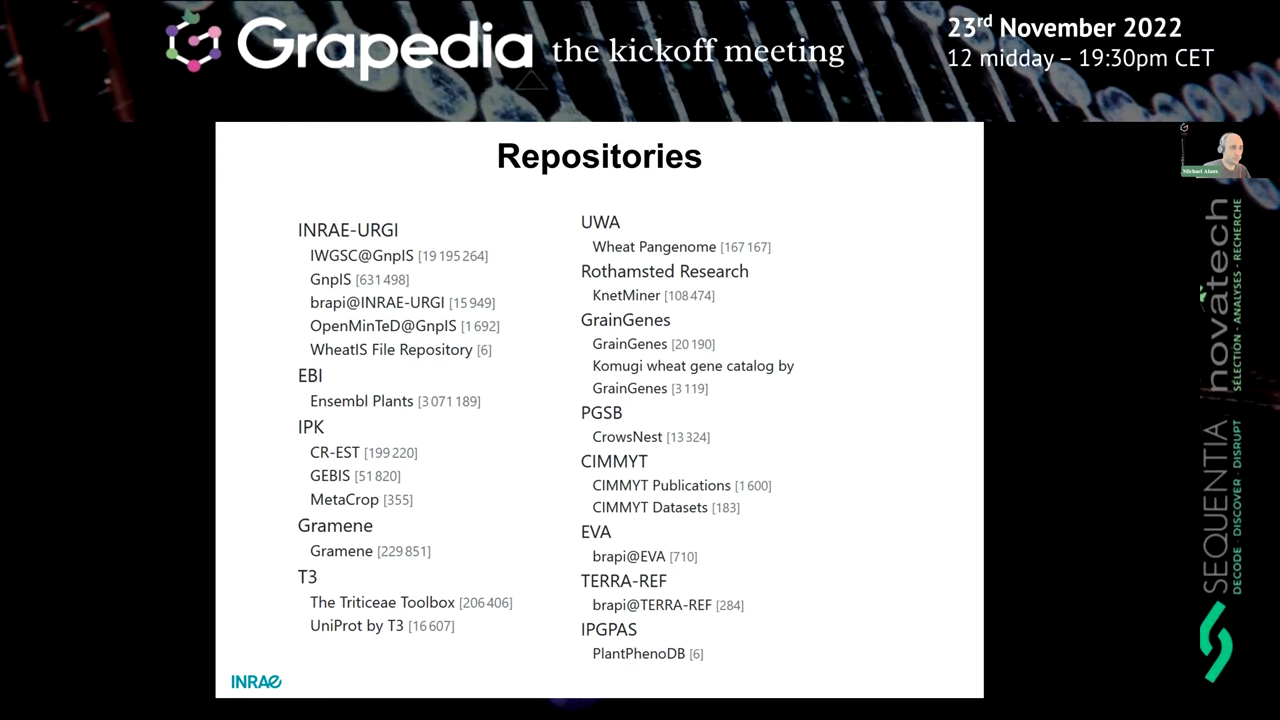 Grapedia the kickoff meeting
23rd November 2022
12 midday – 19:30pm CET
Repositories
INRAE-URGI
IWGSC@GnpIS [19 195 264]
GnpIS [631 498]
brapi@INRAE-URGI [15 949]
OpenMinTeD@GnpIS [1 692]
WheatIS File Repository [6]
EBI
Ensembl Plants [3 071 189]
IPK
CR-EST [199 220]
GEBIS [51 820]
MetaCrop [355]
Gramene
Gramene [229 851]
T3
The Triticeae Toolbox [206 406]
UniProt by T3 [16 607]
UWA
Wheat Pangenome [167 167]
Rothamsted Research
KnetMiner [108 474]
GrainGenes
GrainGenes [20 190]
Komugi wheat gene catalog by
GrainGenes [3 119]
PGSB
CrowsNest [13 324]
CIMMYT
CIMMYT Publications [1 600]
CIMMYT Datasets [183]
EVA
brapi@EVA [710]
TERRA-REF
brapi@TERRA-REF [284]
IPGPAS
PlantPhenoDB [6]
INRAE
Michael Alaux
novatech
SÉLECTION - ANALYSES - RECHERCHE
SEQUENTIA
DECODE · DISCOVER · DISRUPT